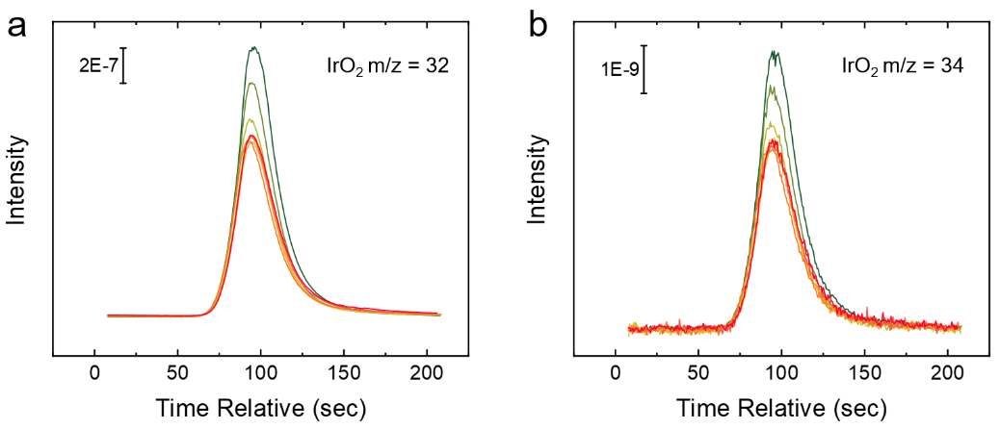 a
2E-7
IrO₂ m/z = 32
Intensity
0 50 100 150 200
Time Relative (sec)
b
1E-9
IrO₂ m/z = 34
Intensity
0 50 100 150 200
Time Relative (sec)